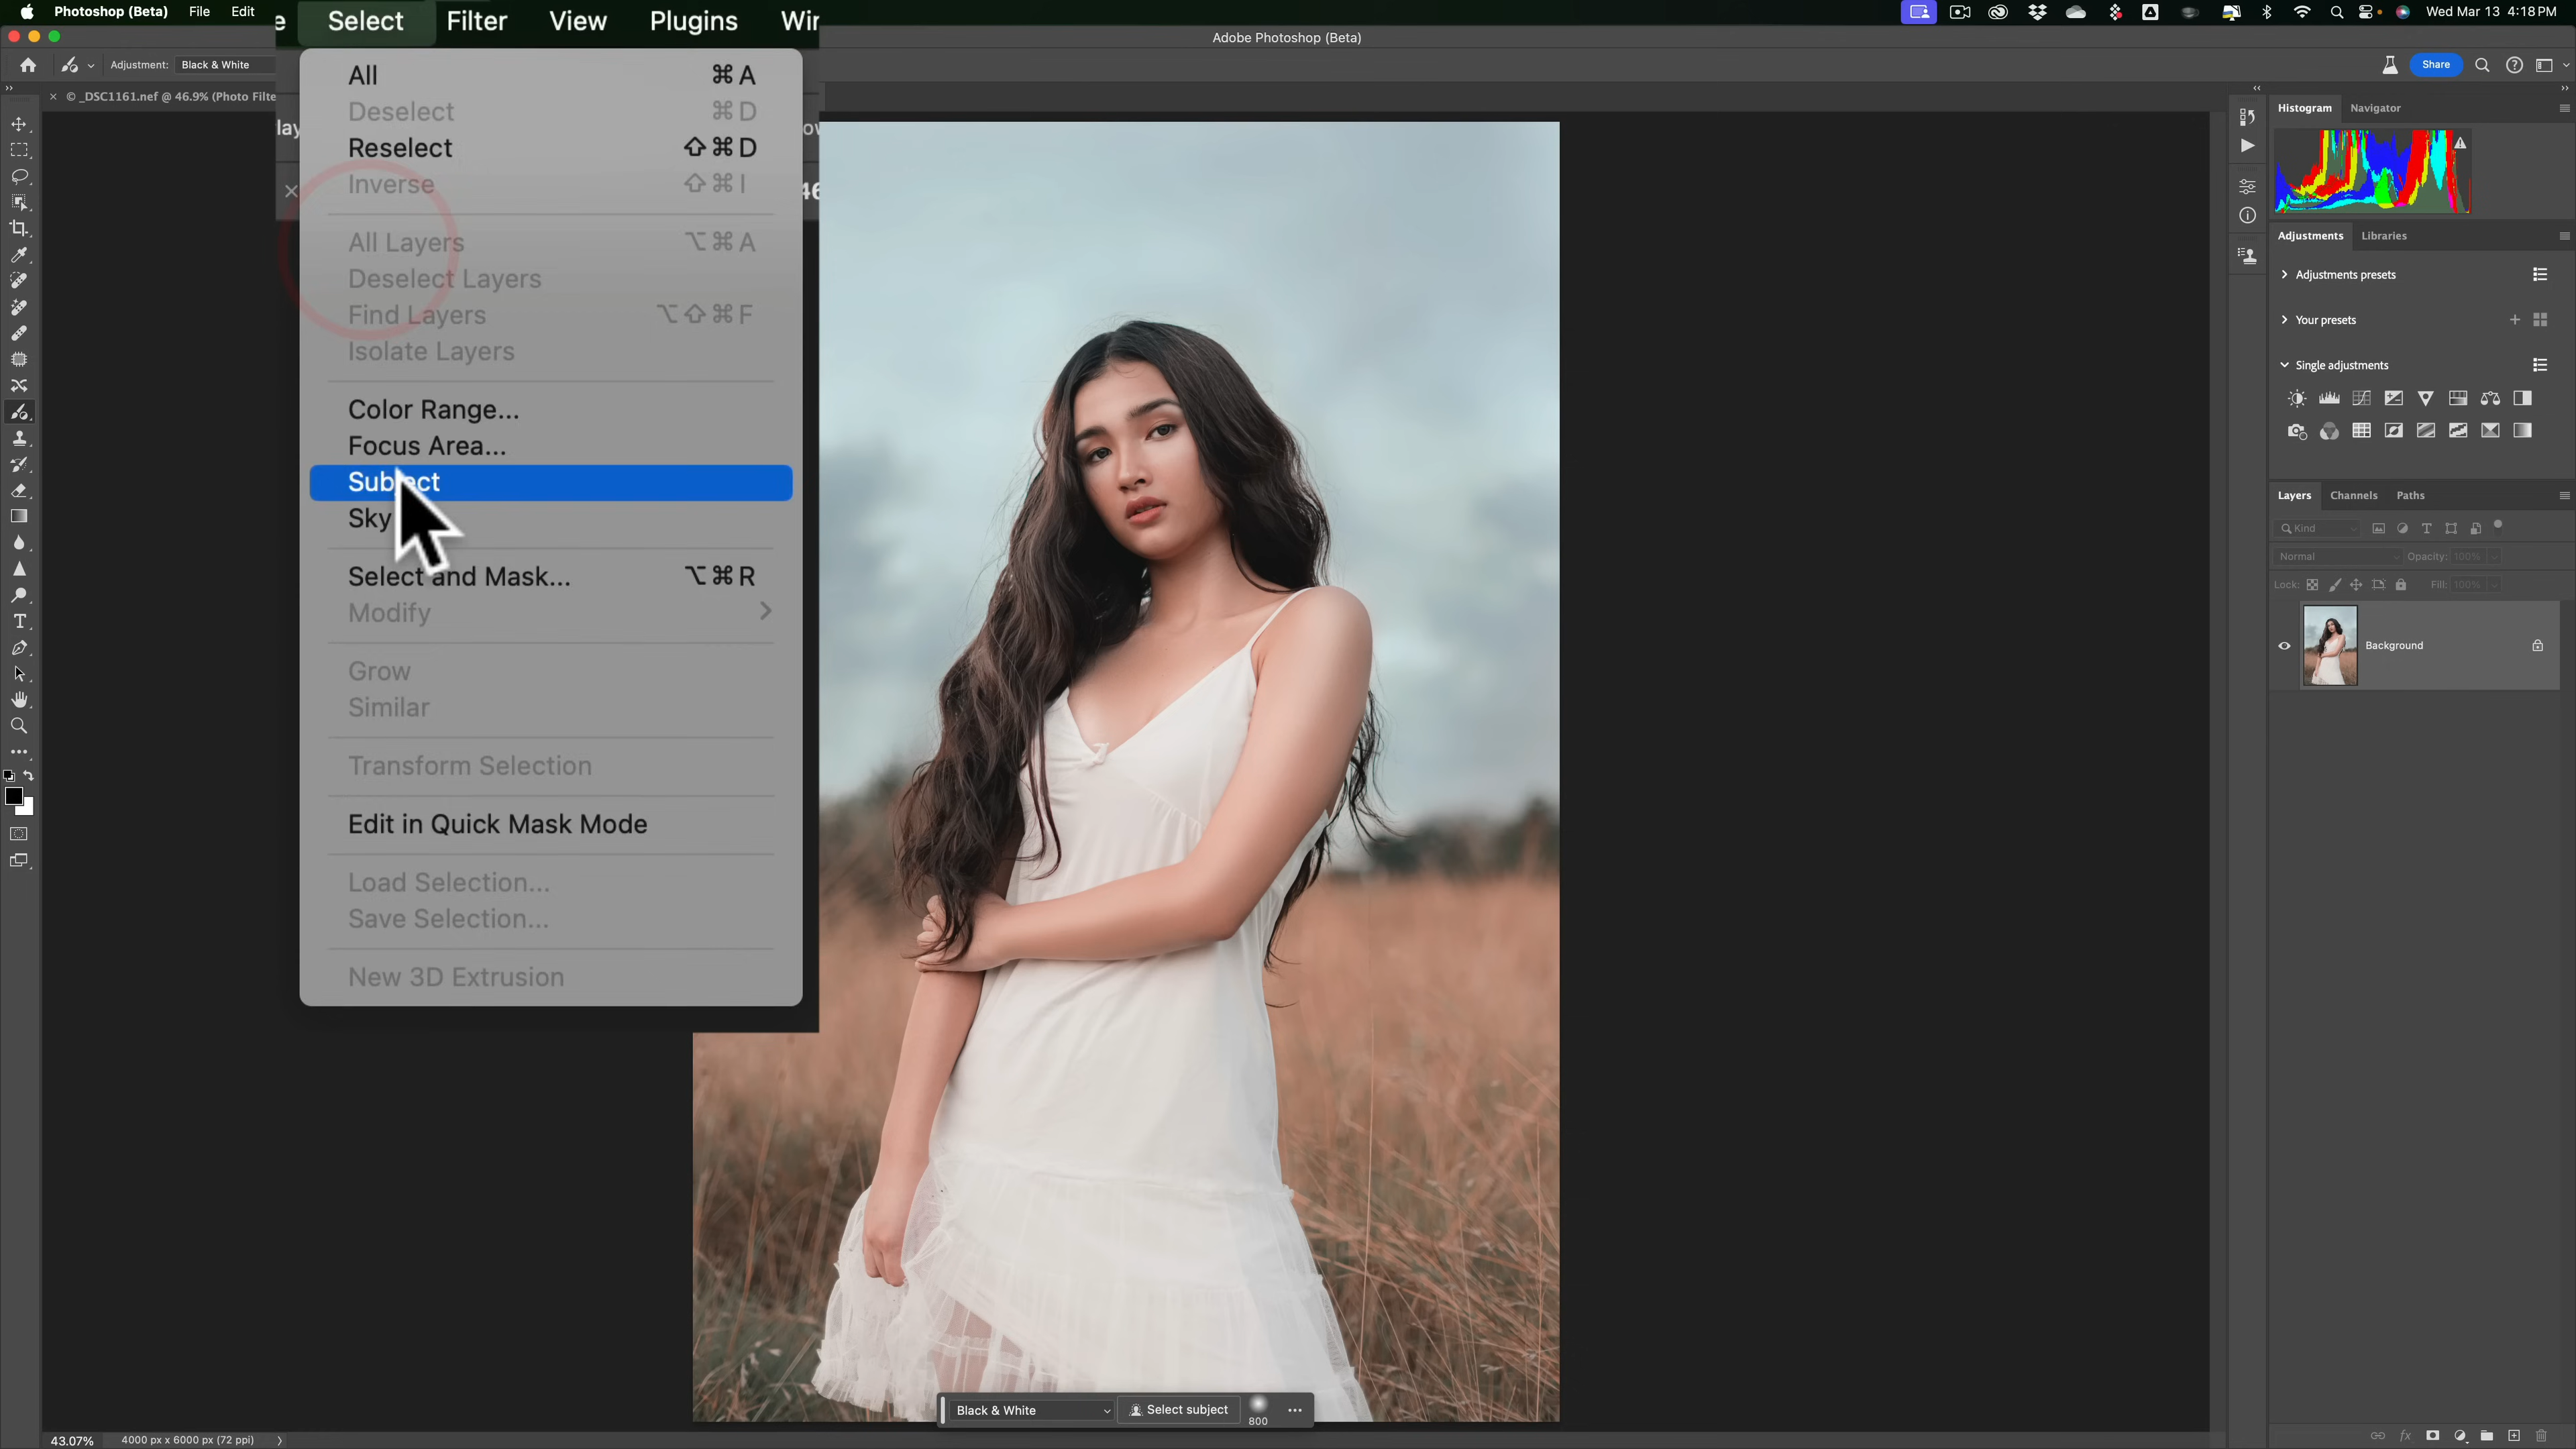 Photoshop (Beta) File Edit
Select Filter View Plugins
Wed Mar 13 4:18 PM
Adobe Photoshop (Beta)
Adjustment: Black & White
Share
© _DSC1161.nef @ 46.9% (Photo Filte
All ⌘ A
Deselect ⌘ D
Reselect ⇧ ⌘ D
Inverse ⇧ ⌘ I
All Layers ⌥ ⌘ A
Deselect Layers
Find Layers ⌥ ⇧ ⌘ F
Isolate Layers
Color Range...
Focus Area...
Subject
Sky
Select and Mask... ⌥ ⌘ R
Modify
Grow
Similar
Transform Selection
Edit in Quick Mask Mode
Load Selection...
Save Selection...
New 3D Extrusion
Histogram Navigator
Adjustments Libraries
Adjustments presets
Your presets
Single adjustments
Layers Channels Paths
Kind
Normal Opacity: 100%
Lock: Fill: 100%
Background
Black & White Select subject 800
43.07% 4000 px x 6000 px (72 ppi)